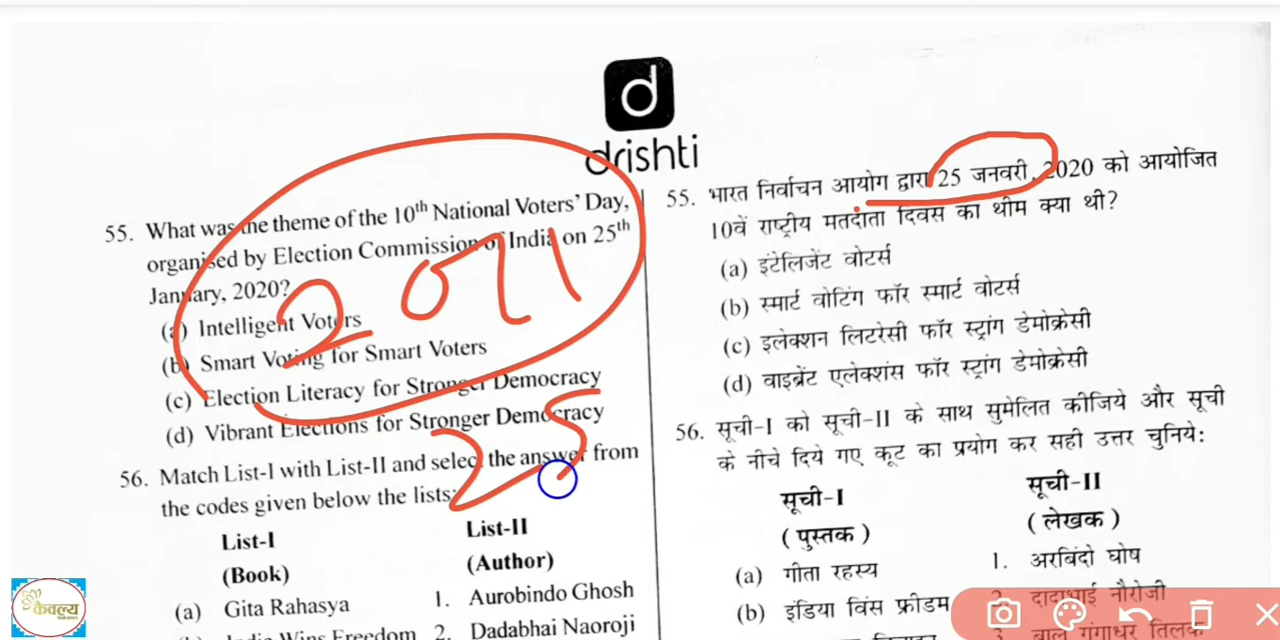 drishti
55. What was the theme of the 10th National Voters' Day,
organised by Election Commission of India on 25th
January, 2020?
(a) Intelligent Voters
(b) Smart Voting for Smart Voters
(c) Election Literacy for Stronger Democracy
(d) Vibrant Elections for Stronger Democracy
56. Match List-I with List-II and select the answer from
the codes given below the lists:
List-I List-II
(Book) (Author)
(a) Gita Rahasya 1. Aurobindo Ghosh
India Wins Freedom 2. Dadabhai Naoroji
55. भारत निर्वाचन आयोग द्वारा 25 जनवरी, 2020 को आयोजित
10वें राष्ट्रीय मतदाता दिवस का थीम क्या थी?
(a) इंटेलिजेंट वोटर्स
(b) स्मार्ट वोटिंग फॉर स्मार्ट वोटर्स
(c) इलेक्शन लिटरेसी फॉर स्ट्रांग डेमोक्रेसी
(d) वाइब्रेंट एलेक्शंस फॉर स्ट्रांग डेमोक्रेसी
56. सूची-I को सूची-II के साथ सुमेलित कीजिये और सूची
के नीचे दिये गए कूट का प्रयोग कर सही उत्तर चुनिये:
सूची-I सूची-II
(पुस्तक) (लेखक)
(a) गीता रहस्य 1. अरबिंदो घोष
(b) इंडिया विंस फ्रीडम 2. दादाभाई नौरोजी
3. बाल गंगाधर तिलक
25
कैवल्य